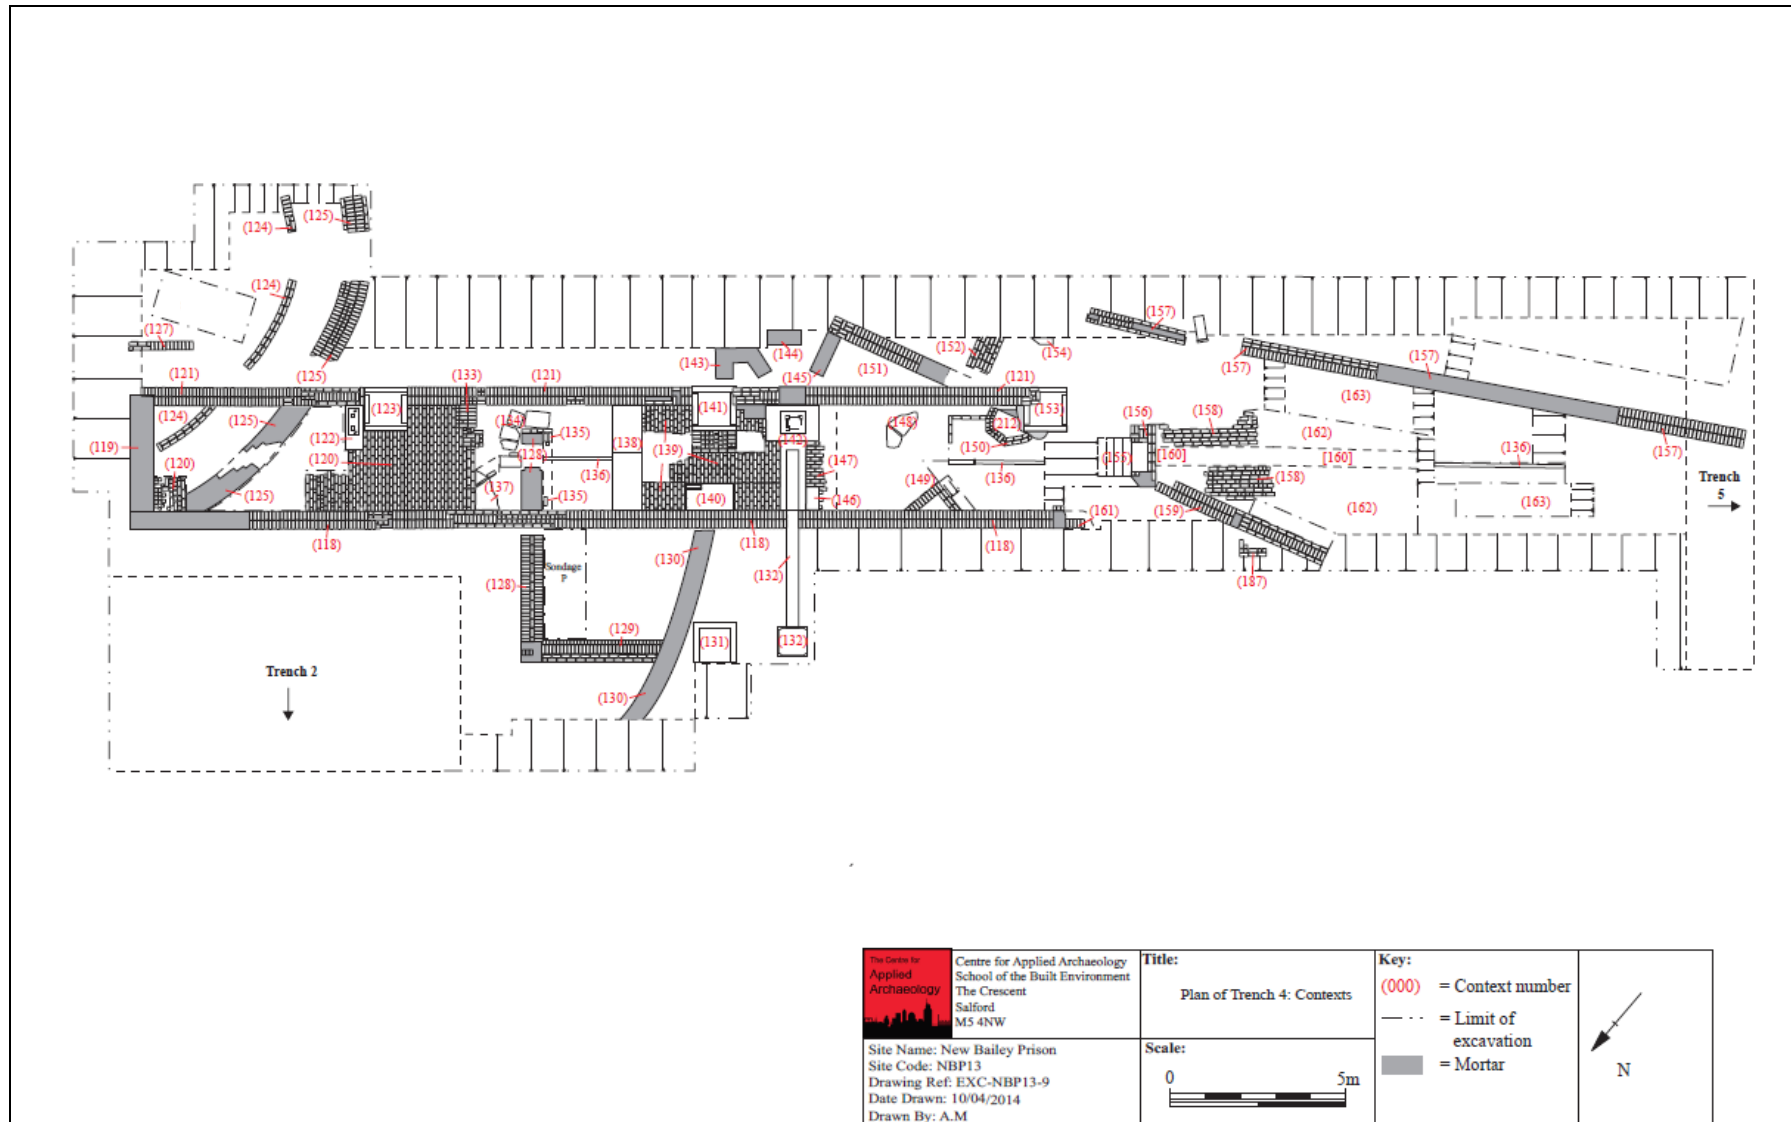 (124)
(125)
(124)
(127)
(157)
(144)
(152)
(154)
(143)
(157)
(157)
(121)
(125)
(133)
(121)
(145)
(151)
(121)
(163)
(124)
(125)
(123)
(141)
(153)
(134)
(148)
(212)
(156)
(158)
(162)
(157)
(119)
(122)
(135)
(138)
(142)
(139)
(150)
(120)
(120)
(128)
(136)
(147)
(136)
(155)
[160]
[160]
(136)
(125)
(137)
(135)
(140)
(146)
(149)
(158)
(159)
(162)
(163)
Trench
5
(118)
(118)
(118)
(161)
(130)
(132)
(187)
(128)
Sondage
P
(129)
(131)
(132)
(130)
Trench 2
The Centre for
Applied
Archaeology
Centre for Applied Archaeology
School of the Built Environment
The Crescent
Salford
M5 4NW
Site Name: New Bailey Prison
Site Code: NBP13
Drawing Ref: EXC-NBP13-9
Date Drawn: 10/04/2014
Drawn By: A.M
Title:
Plan of Trench 4: Contexts
Scale:
0 5m
Key:
(000) = Context number
= Limit of
excavation
= Mortar
N